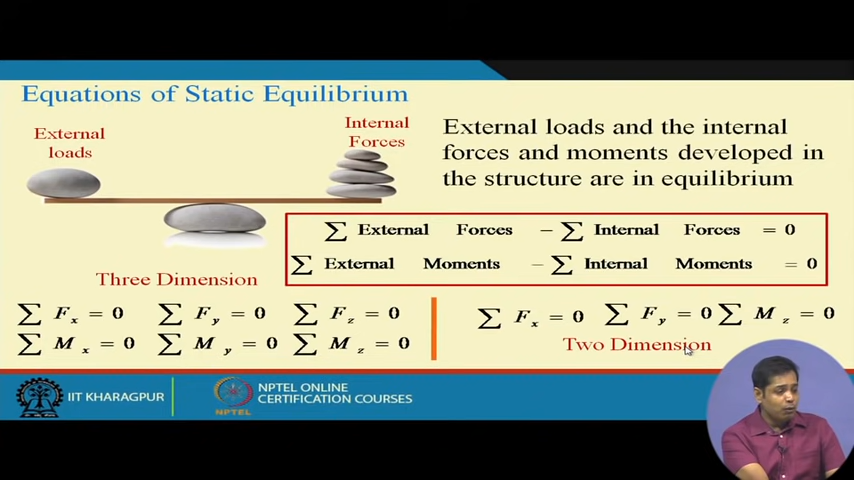 Equations of Static Equilibrium
External
loads
Internal
Forces
External loads and the internal
forces and moments developed in
the structure are in equilibrium
∑ External Forces − ∑ Internal Forces = 0
∑ External Moments − ∑ Internal Moments = 0
Three Dimension
∑ Fx = 0 ∑ Fy = 0 ∑ Fz = 0
∑ Mx = 0 ∑ My = 0 ∑ Mz = 0
∑ Fx = 0 ∑ Fy = 0 ∑ Mz = 0
Two Dimension
IIT KHARAGPUR
NPTEL
NPTEL ONLINE
CERTIFICATION COURSES